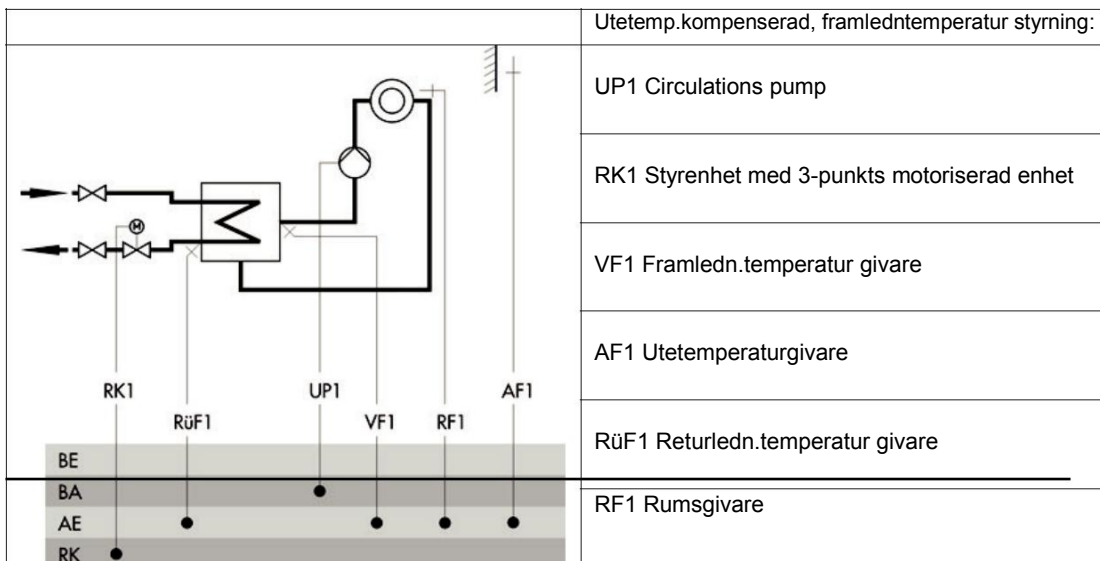 Utetemp.kompenserad, framledntemperatur styrning:
UP1 Circulations pump
RK1 Styrenhet med 3-punkts motoriserad enhet
VF1 Framledn.temperatur givare
AF1 Utetemperaturgivare
RüF1 Returledn.temperatur givare
RF1 Rumsgivare
M
RK1
UP1
AF1
RüF1
VF1
RF1
BE
BA
AE
RK